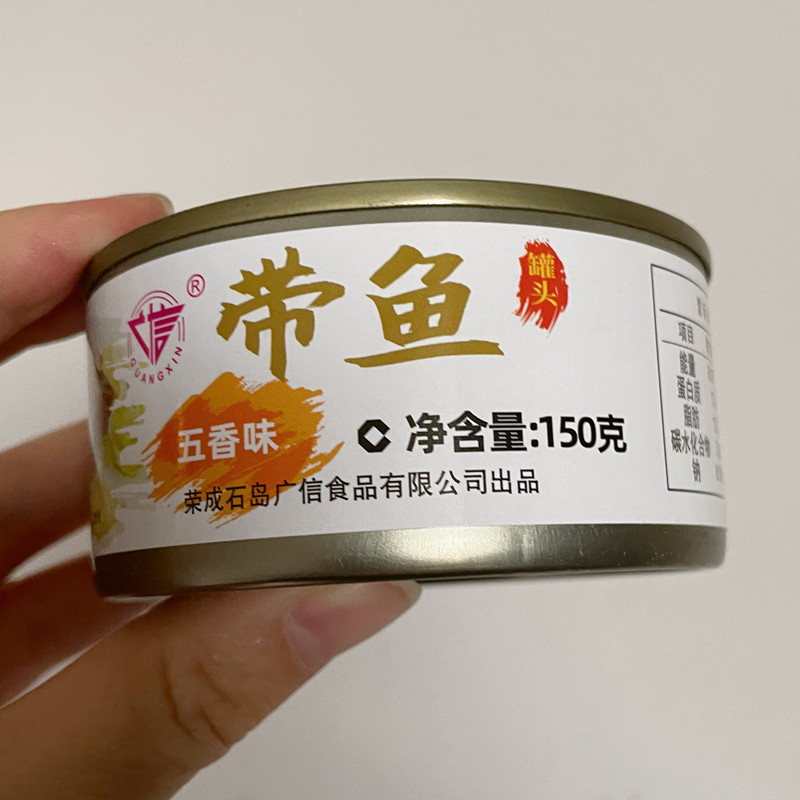 信
®
GUANGXIN
带鱼
罐头
五香味
净含量:150克
荣成石岛广信食品有限公司出品
项目
能量
蛋白质
脂肪
碳水化合物
钠